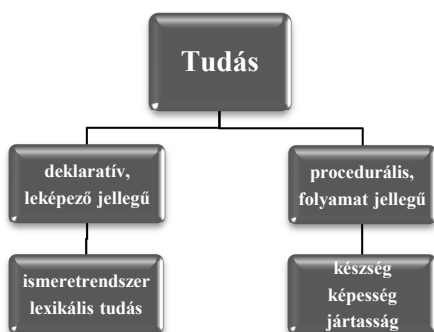 Tudás
deklaratív,
leképező jellegű
procedurális,
folyamat jellegű
ismeretrendszer
lexikális tudás
készség
képesség
jártasság